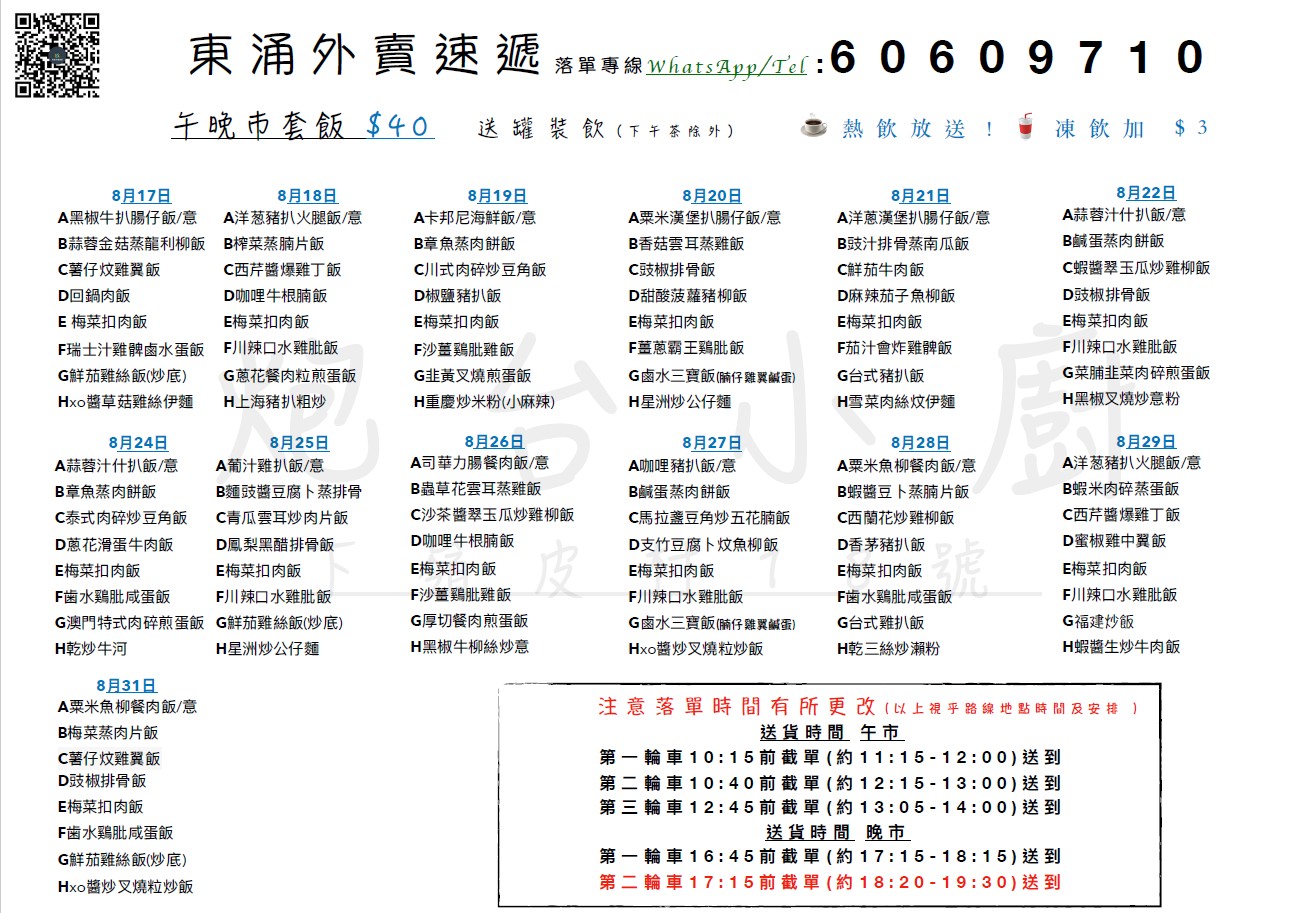 東涌外賣速遞 落單專線WhatsApp/Tel:60609710
午晚市套飯 $40 送罐裝飲(下午茶除外) 熱飲放送! 凍飲加 $3
8月17日
A黑椒牛扒腸仔飯/意
B蒜蓉金菇蒸龍利柳飯
C薯仔炆雞翼飯
D回鍋肉飯
E 梅菜扣肉飯
F瑞士汁雞髀鹵水蛋飯
G鮮茄雞絲飯(炒底)
Hxo醬草菇雞絲伊麵
8月18日
A洋葱豬扒火腿飯/意
B榨菜蒸腩片飯
C西芹醬爆雞丁飯
D咖哩牛根腩飯
E梅菜扣肉飯
F川辣口水雞肶飯
G蔥花餐肉粒煎蛋飯
H上海豬扒粗炒
8月19日
A卡邦尼海鮮飯/意
B章魚蒸肉餅飯
C川式肉碎炒豆角飯
D椒鹽豬扒飯
E 梅菜扣肉飯
F沙薑鷄肶雞飯
G韭黃叉燒煎蛋飯
H重慶炒米粉(小麻辣)
8月20日
A粟米漢堡扒腸仔飯/意
B香菇雲耳蒸雞飯
C豉椒排骨飯
D甜酸菠蘿豬柳飯
E梅菜扣肉飯
F薑蔥霸王鷄肶飯
G鹵水三寶飯(腩仔雞翼鹹蛋)
H星洲炒公仔麵
8月21日
A洋蔥漢堡扒腸仔飯/意
B豉汁排骨蒸南瓜飯
C鮮茄牛肉飯
D麻辣茄子魚柳飯
E梅菜扣肉飯
F茄汁會炸雞髀飯
G台式豬扒飯
H雪菜肉絲炆伊麵
8月22日
A蒜蓉汁什扒飯/意
B鹹蛋蒸肉餅飯
C蝦醬翠玉瓜炒雞柳飯
D豉椒排骨飯
E梅菜扣肉飯
F川辣口水雞肶飯
G菜脯韭菜肉碎煎蛋飯
H黑椒叉燒炒意粉
8月24日
A蒜蓉汁什扒飯/意
B章魚蒸肉餅飯
C泰式肉碎炒豆角飯
D蔥花滑蛋牛肉飯
E梅菜扣肉飯
F鹵水鷄肶咸蛋飯
G澳門特式肉碎煎蛋飯
H乾炒牛河
8月25日
A葡汁雞扒飯/意
B麵豉醬豆腐卜蒸排骨
C青瓜雲耳炒肉片飯
D鳳梨黑醋排骨飯
E梅菜扣肉飯
F川辣口水雞肶飯
G鮮茄雞絲飯(炒底)
H星洲炒公仔麵
8月26日
A司華力腸餐肉飯/意
B蟲草花雲耳蒸雞飯
C沙茶醬翠玉瓜炒雞柳飯
D咖哩牛根腩飯
E梅菜扣肉飯
F沙薑鷄肶雞飯
G厚切餐肉煎蛋飯
H黑椒牛柳絲炒意
8月27日
A咖哩豬扒飯/意
B鹹蛋蒸肉餅飯
C馬拉盞豆角炒五花腩飯
D支竹豆腐卜炆魚柳飯
E梅菜扣肉飯
F川辣口水雞肶飯
G鹵水三寶飯(腩仔雞翼鹹蛋)
Hxo醬炒叉燒粒炒飯
8月28日
A粟米魚柳餐肉飯/意
B蝦醬豆卜蒸腩片飯
C西蘭花炒雞柳飯
D香茅豬扒飯
E梅菜扣肉飯
F鹵水鷄肶咸蛋飯
G台式雞扒飯
H乾三絲炒瀨粉
8月29日
A洋葱豬扒火腿飯/意
B蝦米肉碎蒸蛋飯
C西芹醬爆雞丁飯
D蜜椒雞中翼飯
E梅菜扣肉飯
F川辣口水雞肶飯
G福建炒飯
H蝦醬生炒牛肉飯
8月31日
A粟米魚柳餐肉飯/意
B梅菜蒸肉片飯
C薯仔炆雞翼飯
D豉椒排骨飯
E梅菜扣肉飯
F鹵水鷄肶咸蛋飯
G鮮茄雞絲飯(炒底)
Hxo醬炒叉燒粒炒飯
注意落單時間有所更改(以上視乎路線地點時間及安排 )
送貨時間 午市
第一輪車10:15前截單(約11:15-12:00)送到
第二輪車10:40前截單(約12:15-13:00)送到
第三輪車12:45前截單(約13:05-14:00)送到
送貨時間 晚市
第一輪車16:45前截單(約17:15-18:15)送到
第二輪車17:15前截單(約18:20-19:30)送到
炮台小廚